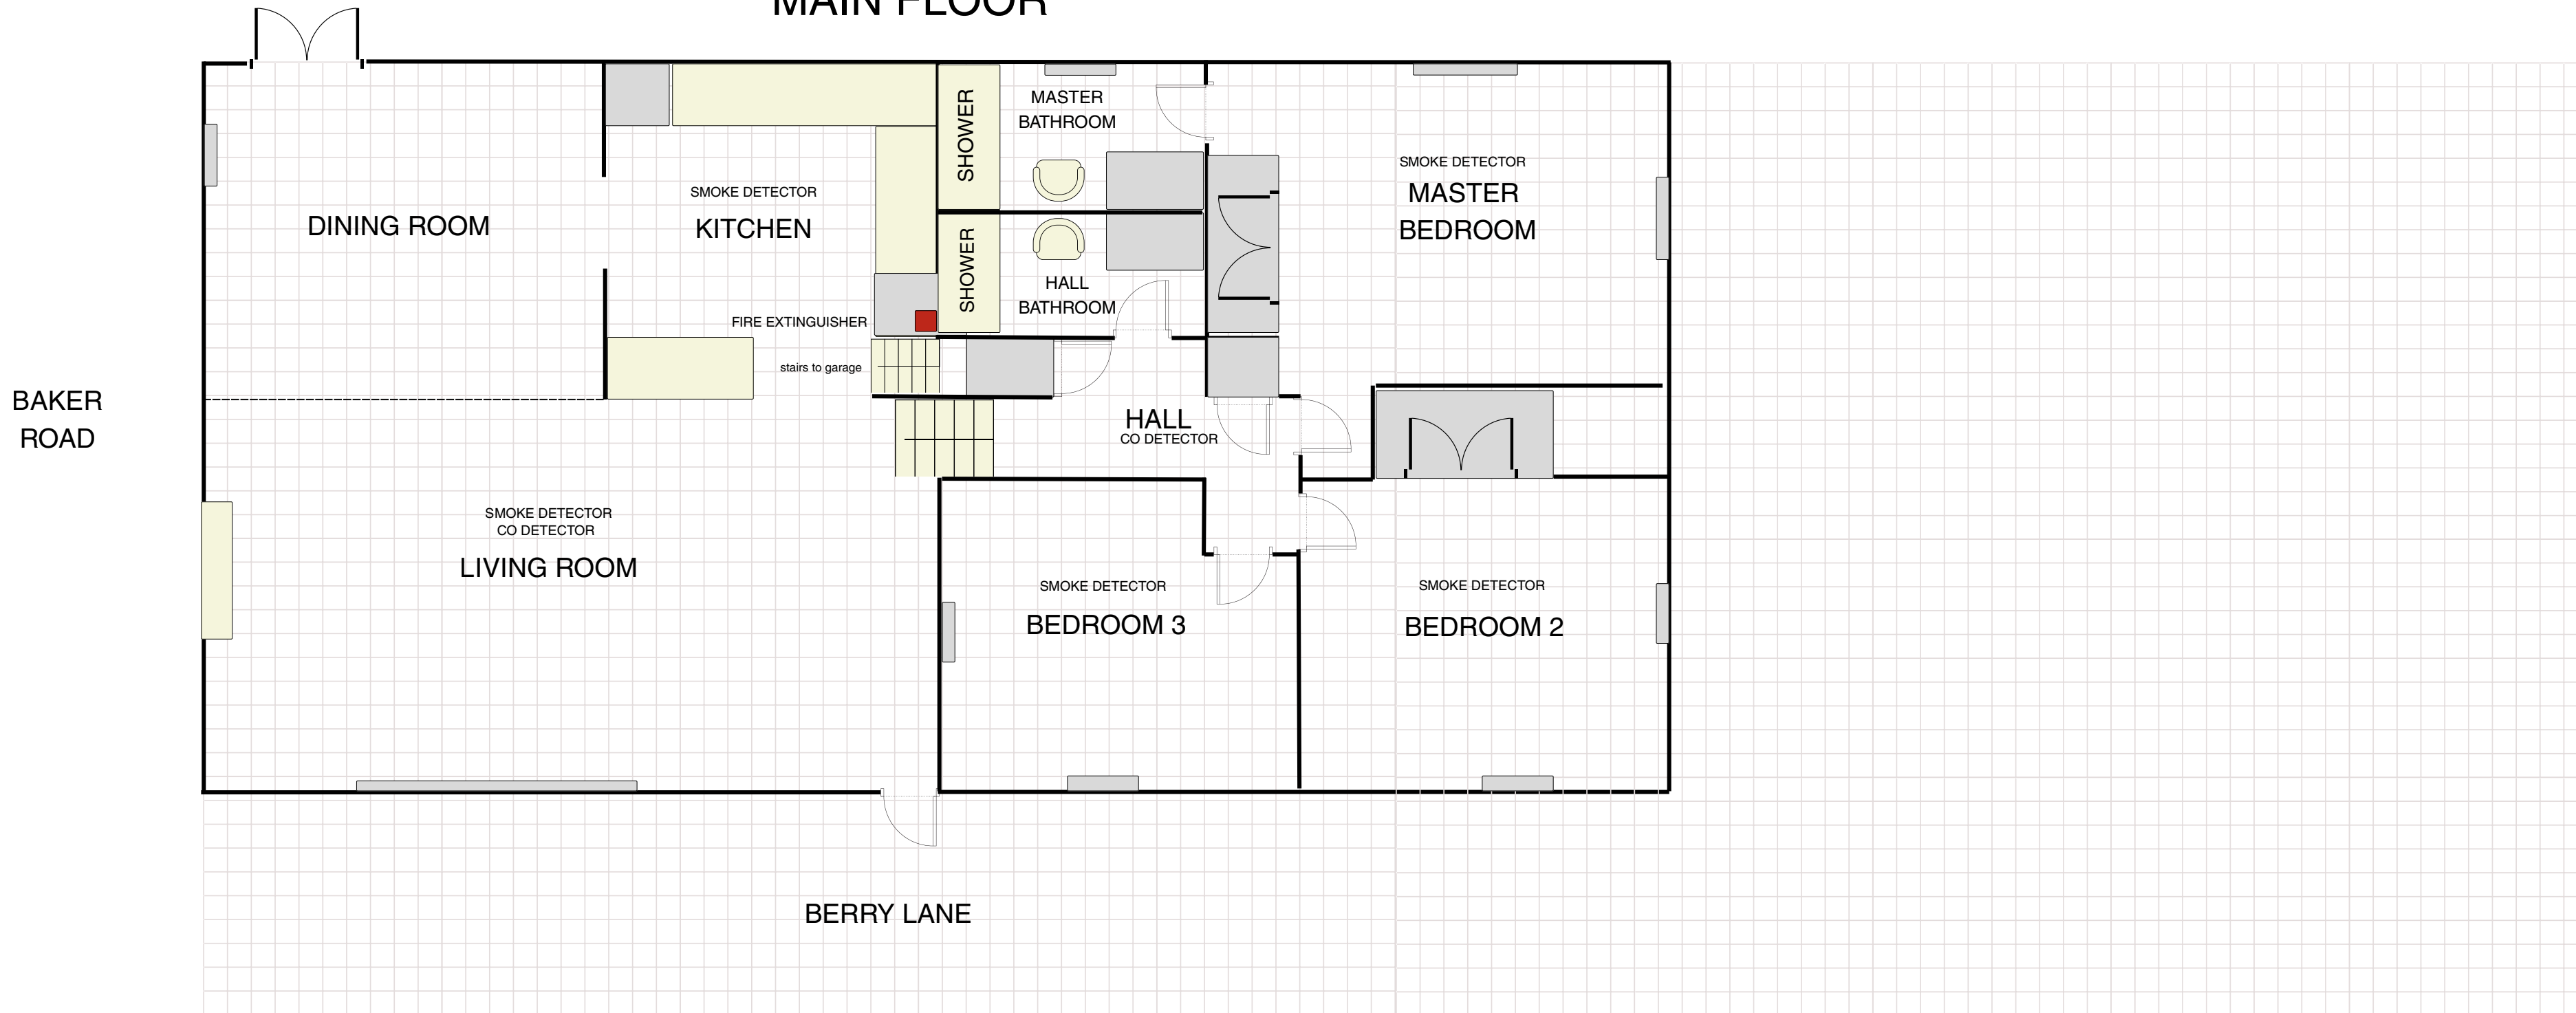 MAIN FLOOR
SHOWER
MASTER
BATHROOM
SMOKE DETECTOR
MASTER
BEDROOM
SMOKE DETECTOR
KITCHEN
DINING ROOM
SHOWER
HALL
BATHROOM
FIRE EXTINGUISHER
stairs to garage
BAKER
ROAD
HALL
CO DETECTOR
SMOKE DETECTOR
CO DETECTOR
LIVING ROOM
SMOKE DETECTOR
BEDROOM 3
SMOKE DETECTOR
BEDROOM 2
BERRY LANE